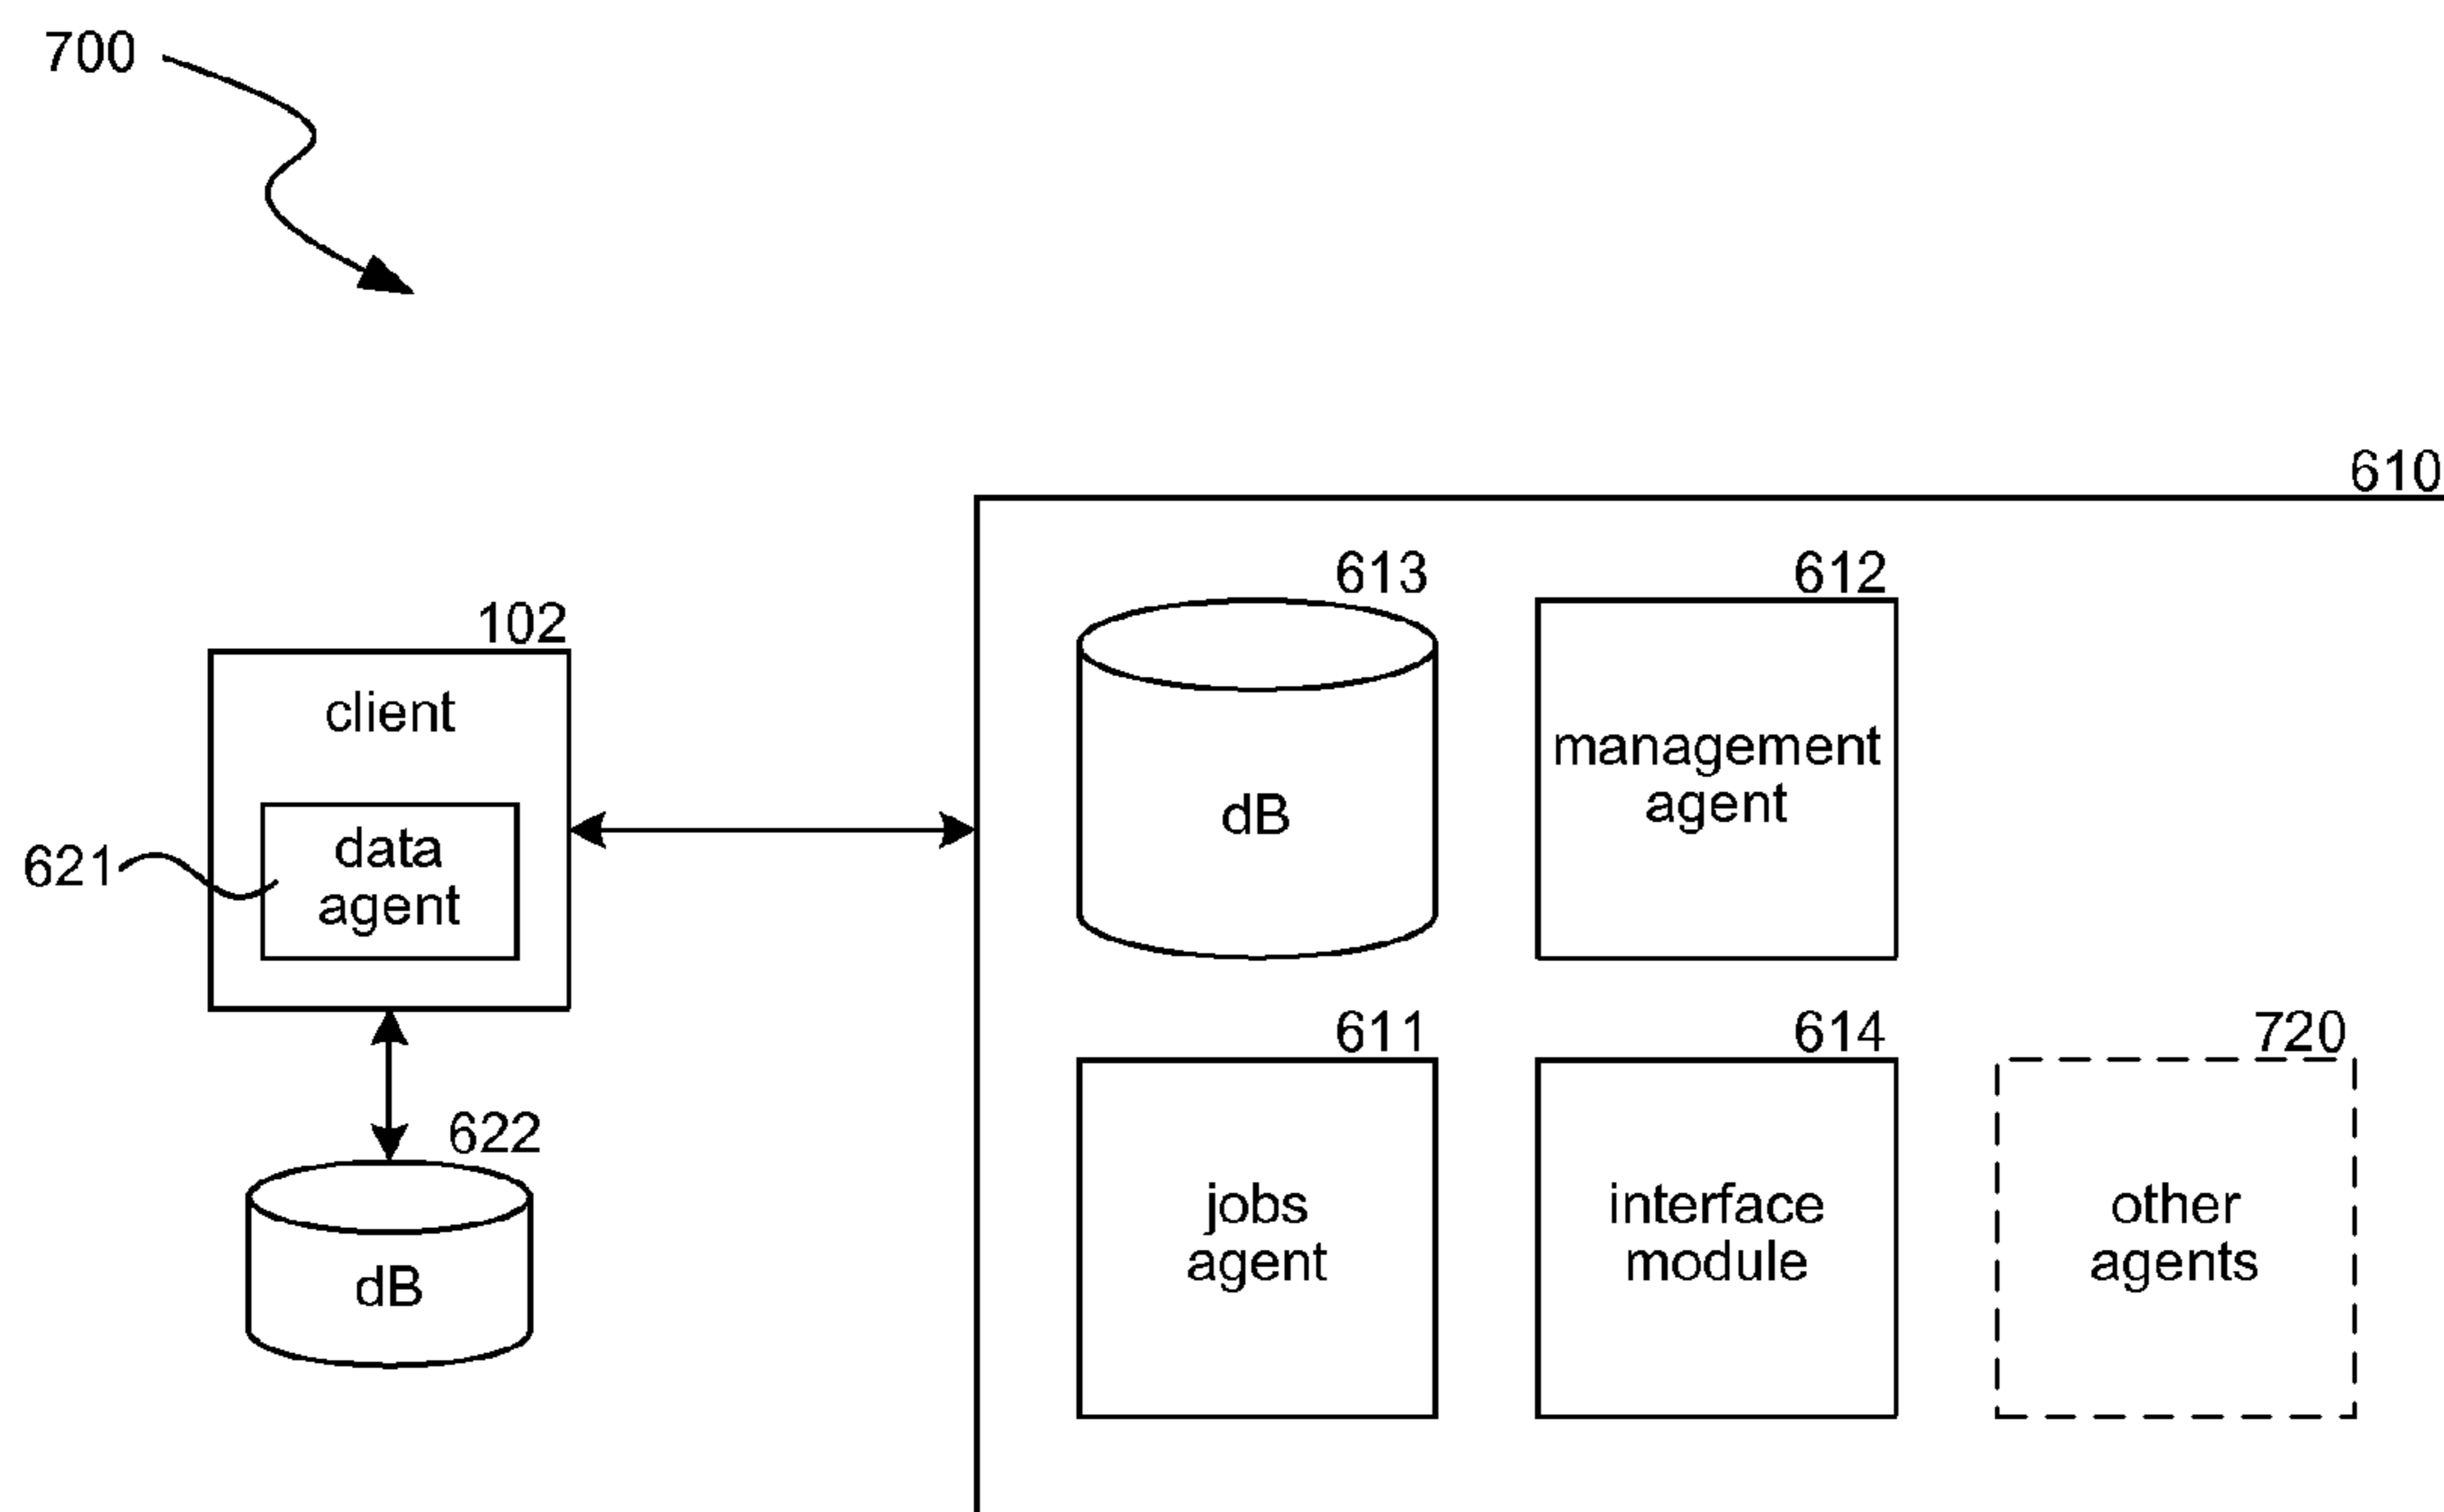 700
610
613
612
102
client
management
agent
dB
data
agent
621
611
614
720
622
jobs
agent
interface
module
other
agents
dB